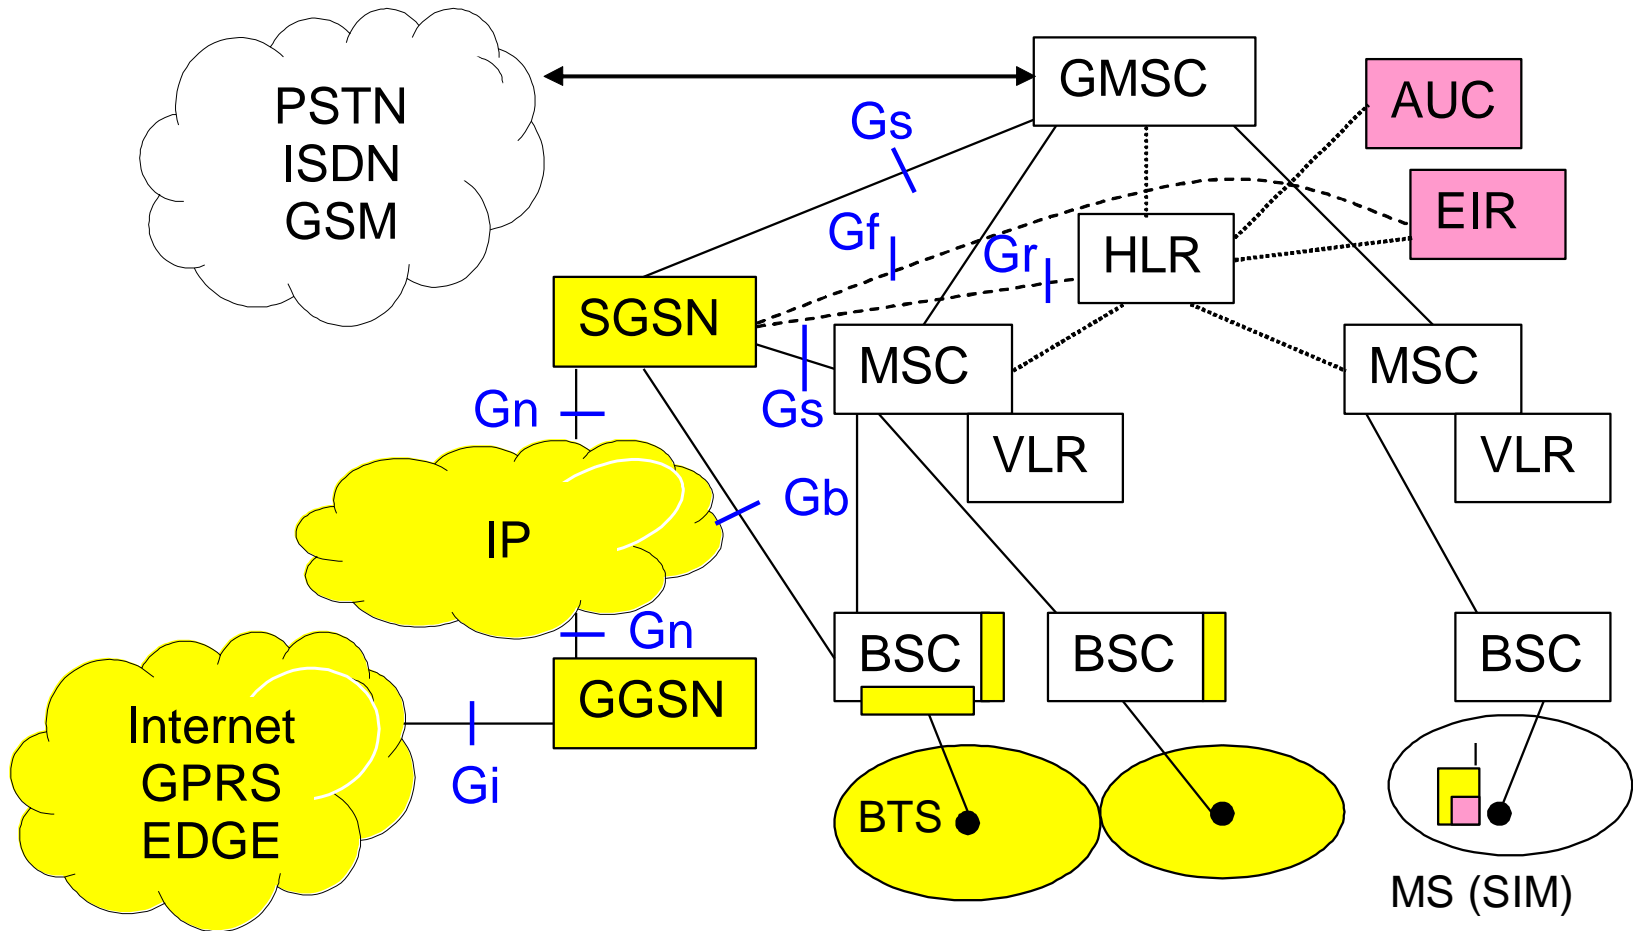 PSTN
ISDN
GSM
GMSC
AUC
EIR
Gs
Gf
Gr
HLR
SGSN
MSC
MSC
Gn
Gs
VLR
VLR
Gb
IP
Gn
BSC
BSC
BSC
GGSN
Internet
GPRS
EDGE
Gi
BTS
MS (SIM)